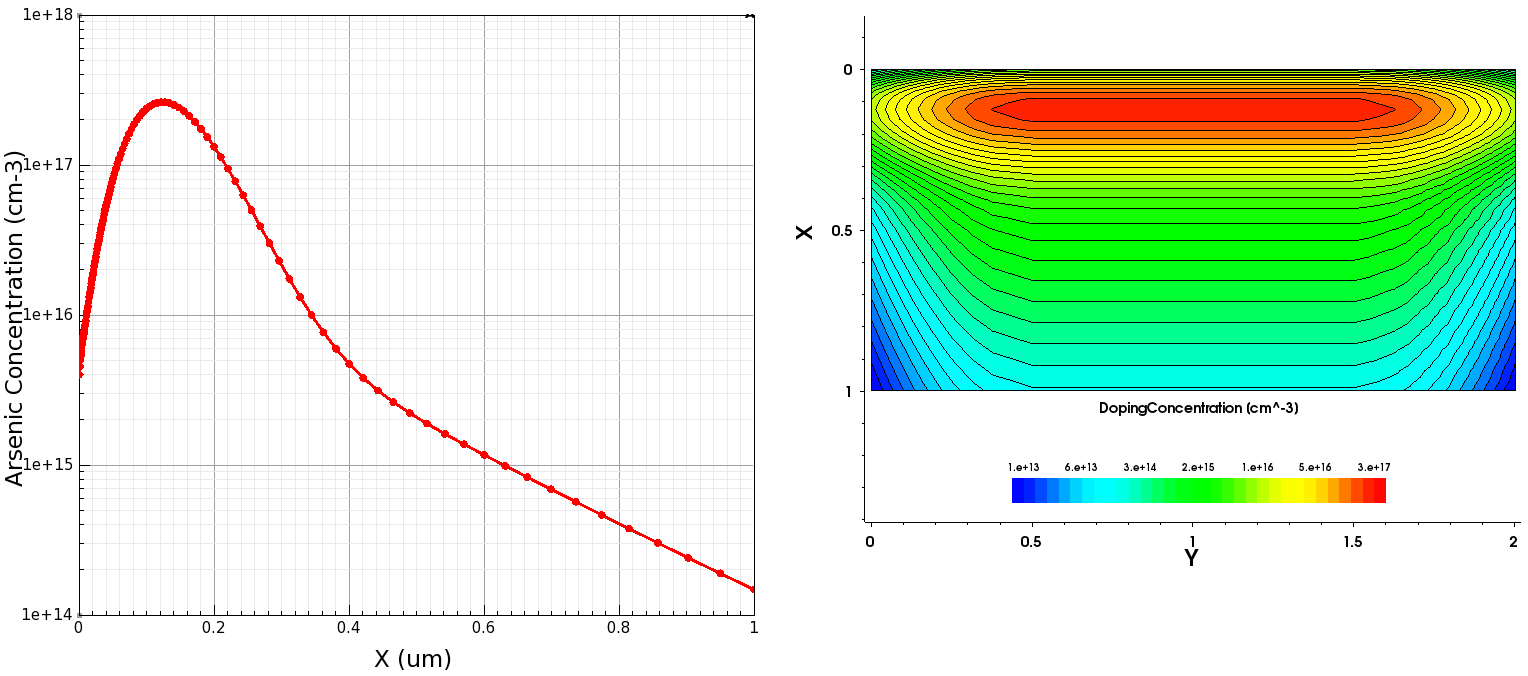 1e+18
1e+17
1e+16
1e+15
1e+14
Arsenic Concentration (cm-3)
0 0.2 0.4 0.6 0.8 1
X (um)
0
0.5
1
X
DopingConcentration (cm^-3)
1.e+13 6.e+13 3.e+14 2.e+15 1.e+16 5.e+16 3.e+17
0 0.5 1 1.5 2
Y